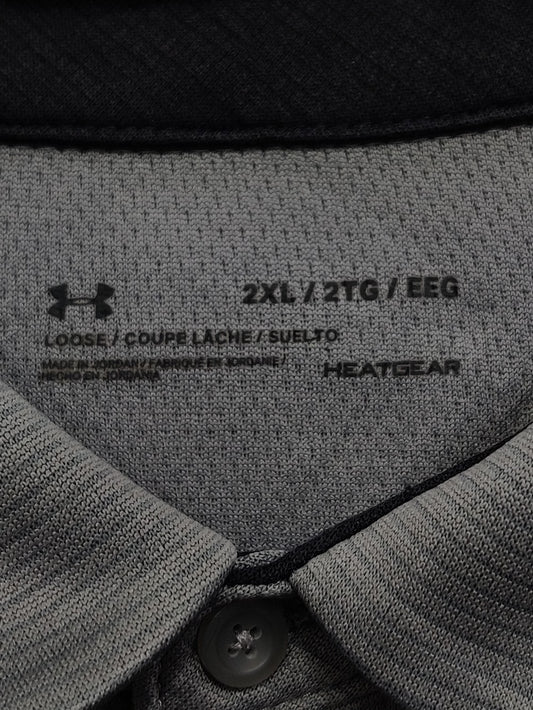 2XL / 2TG / EEG
LOOSE / COUPE LÂCHE / SUELTO
MADE IN JORDAN / FABRIQUÉ EN JORDANIE /
HECHO EN JORDANIA
HEATGEAR